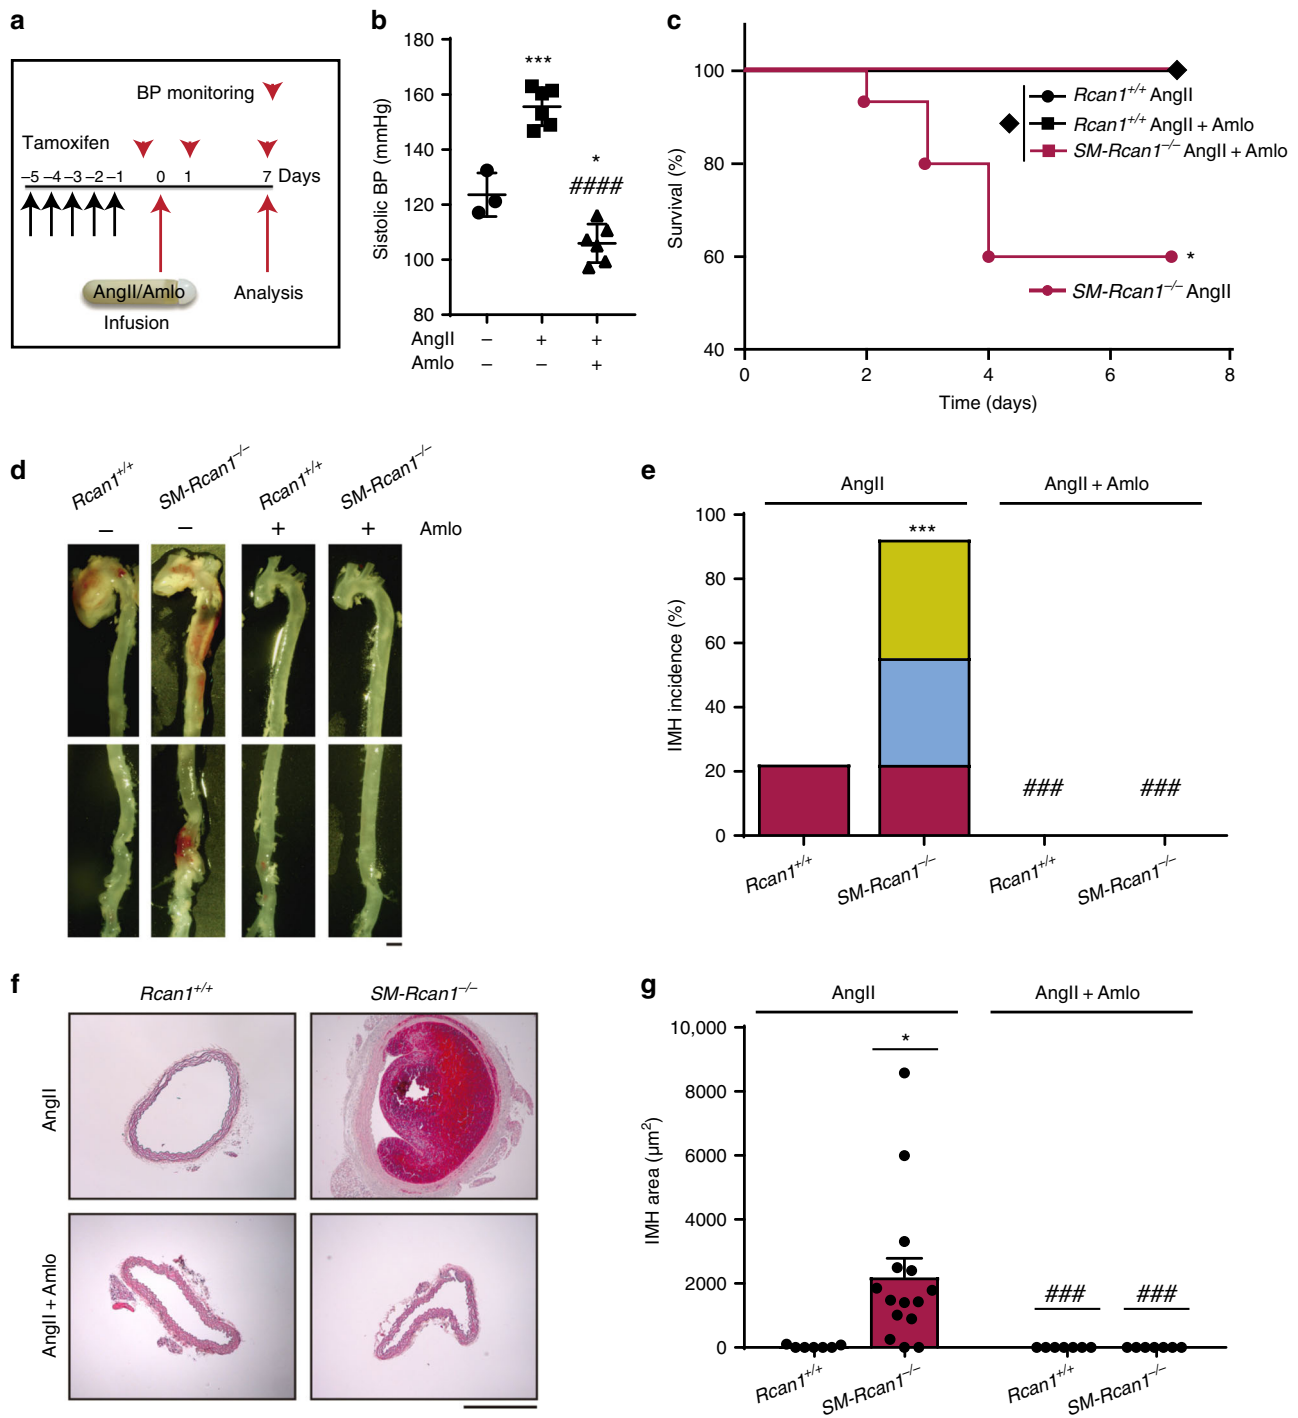 a
BP monitoring
Tamoxifen
–5 –4 –3 –2 –1 0 1 7 Days
AngII/Amlo
Infusion
Analysis
b
Sistolic BP (mmHg)
180
160
140
120
100
80
***
*
####
AngII – + +
Amlo – – +
c
Survival (%)
100
80
60
40
0 2 4 6 8
Time (days)
Rcan1+/+ AngII
Rcan1+/+ AngII + Amlo
SM-Rcan1–/– AngII + Amlo
*
SM-Rcan1–/– AngII
d
Rcan1+/+ SM-Rcan1–/– Rcan1+/+ SM-Rcan1–/–
– – + + Amlo
e
AngII AngII + Amlo
IMH incidence (%)
100
80
60
40
20
0
***
### ###
Rcan1+/+ SM-Rcan1–/– Rcan1+/+ SM-Rcan1–/–
f
Rcan1+/+ SM-Rcan1–/–
AngII
AngII + Amlo
g
AngII AngII + Amlo
IMH area (µm²)
10,000
8000
6000
4000
2000
0
*
### ###
Rcan1+/+ SM-Rcan1–/– Rcan1+/+ SM-Rcan1–/–